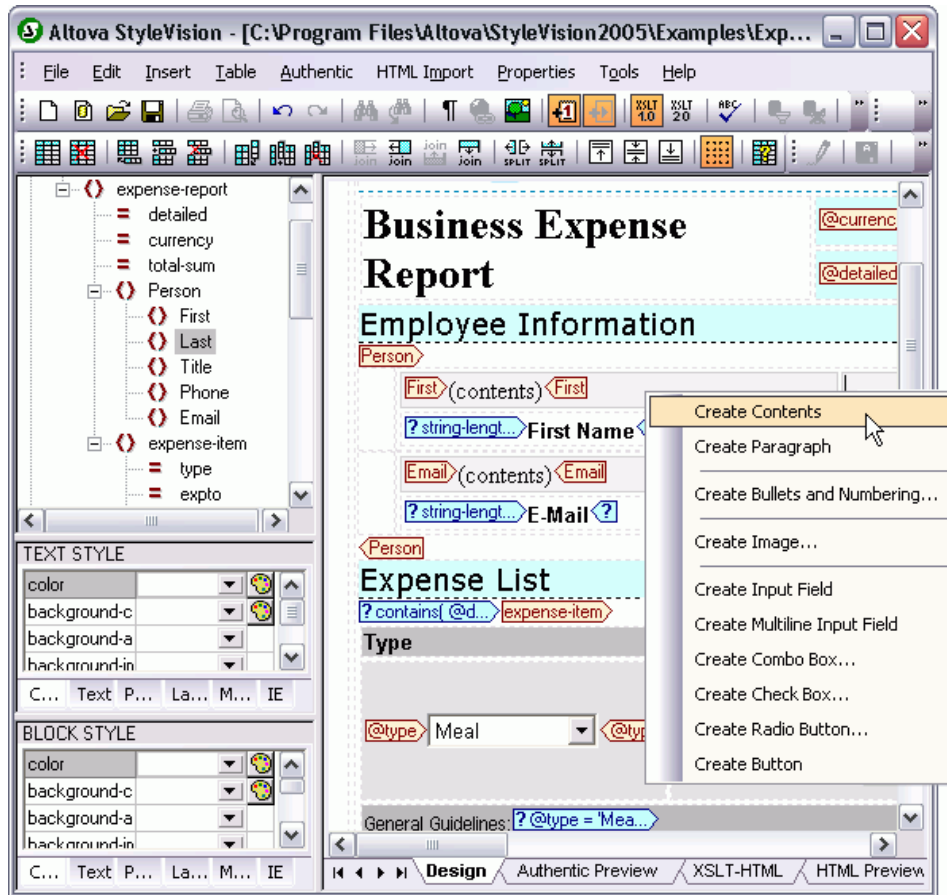 Altova StyleVision - [C:\Program Files\Altova\StyleVision2005\Examples\Exp...
File Edit Insert Table Authentic HTML Import Properties Tools Help
XSLT 1.0 XSLT 2.0 ABC
join join join join SPLIT SPLIT
expense-report
detailed
currency
total-sum
Person
First
Last
Title
Phone
Email
expense-item
type
expto
TEXT STYLE
color
background-c
background-a
background-in
C... Text P... La... M... IE
BLOCK STYLE
color
background-c
background-a
background-in
C... Text P... La... M... IE
Business Expense
Report
@currenc
@detailed
Employee Information
Person
First (contents) First
? string-lengt... First Name
Email (contents) Email
? string-lengt... E-Mail ?
Person
Expense List
? contains( @d... expense-item
Type
@type Meal @typ
General Guidelines: ? @type = 'Mea...
Create Contents
Create Paragraph
Create Bullets and Numbering...
Create Image...
Create Input Field
Create Multiline Input Field
Create Combo Box...
Create Check Box...
Create Radio Button...
Create Button
Design Authentic Preview XSLT-HTML HTML Preview